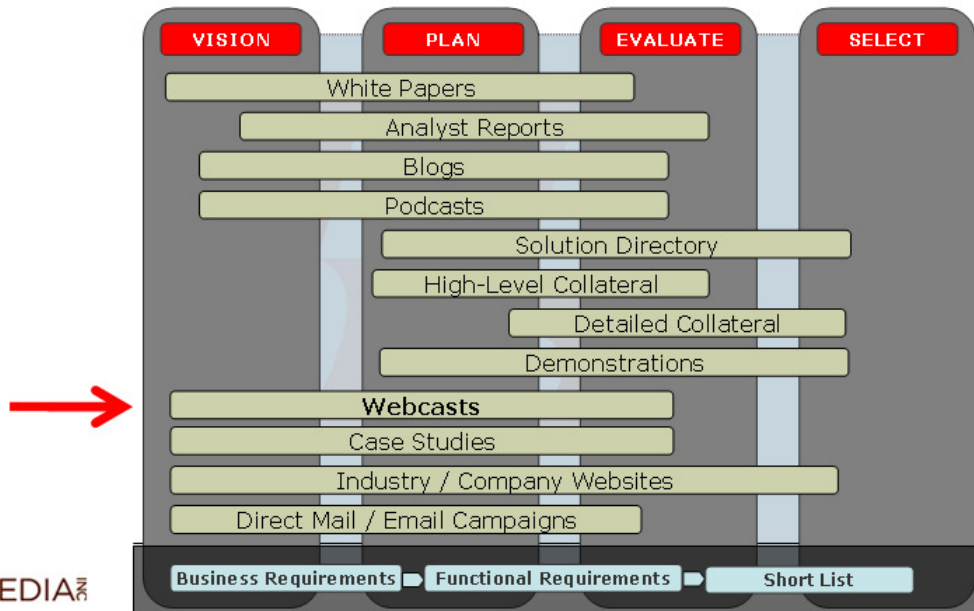 VISION PLAN EVALUATE SELECT
White Papers
Analyst Reports
Blogs
Podcasts
Solution Directory
High-Level Collateral
Detailed Collateral
Demonstrations
Webcasts
Case Studies
Industry / Company Websites
Direct Mail / Email Campaigns
Business Requirements Functional Requirements Short List
EDIA INC